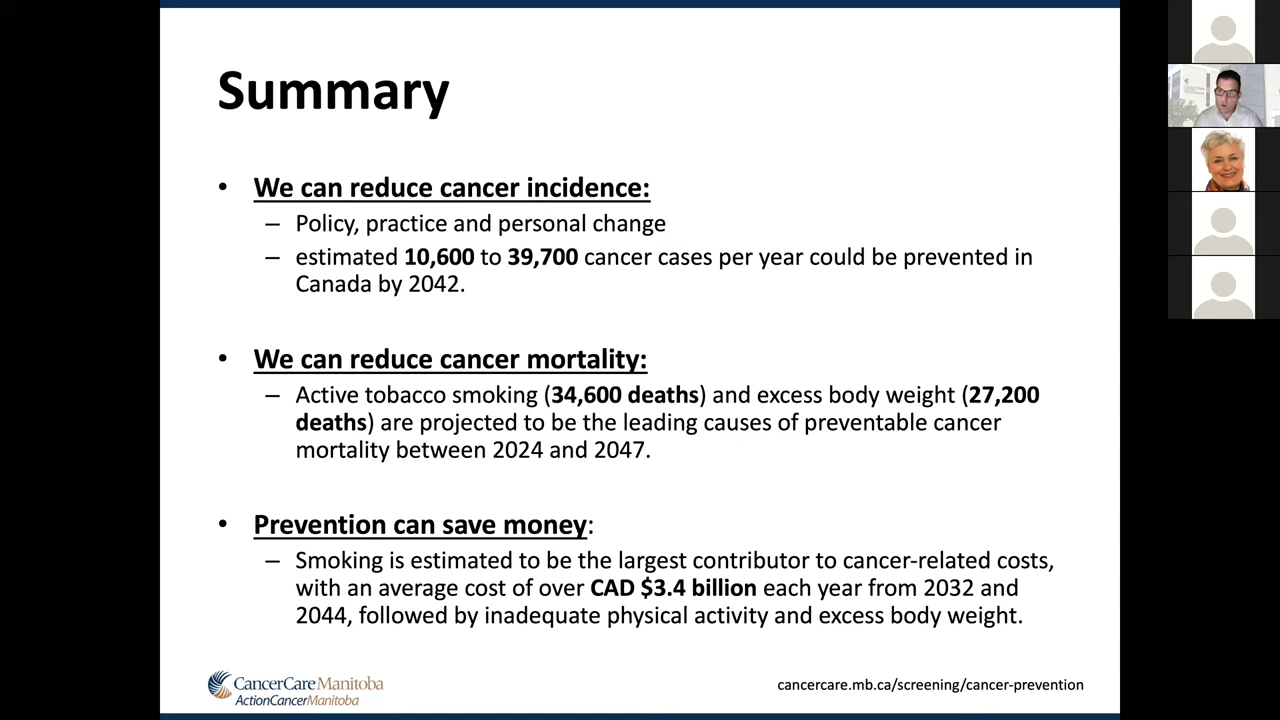 Summary
• We can reduce cancer incidence:
– Policy, practice and personal change
– estimated 10,600 to 39,700 cancer cases per year could be prevented in
Canada by 2042.
• We can reduce cancer mortality:
– Active tobacco smoking (34,600 deaths) and excess body weight (27,200
deaths) are projected to be the leading causes of preventable cancer
mortality between 2024 and 2047.
• Prevention can save money:
– Smoking is estimated to be the largest contributor to cancer-related costs,
with an average cost of over CAD $3.4 billion each year from 2032 and
2044, followed by inadequate physical activity and excess body weight.
CancerCare Manitoba
ActionCancerManitoba
cancercare.mb.ca/screening/cancer-prevention